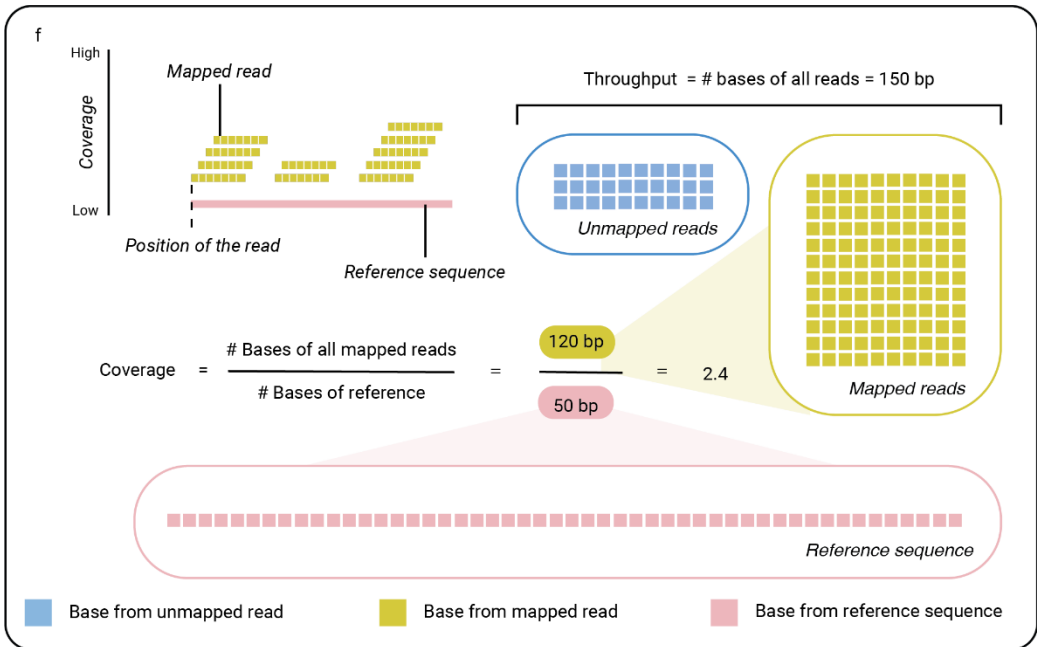 f
High
Coverage
Low
Mapped read
Position of the read
Reference sequence
Throughput = # bases of all reads = 150 bp
Unmapped reads
Mapped reads
Coverage = # Bases of all mapped reads
# Bases of reference
= 120 bp
50 bp
= 2.4
Reference sequence
Base from unmapped read
Base from mapped read
Base from reference sequence